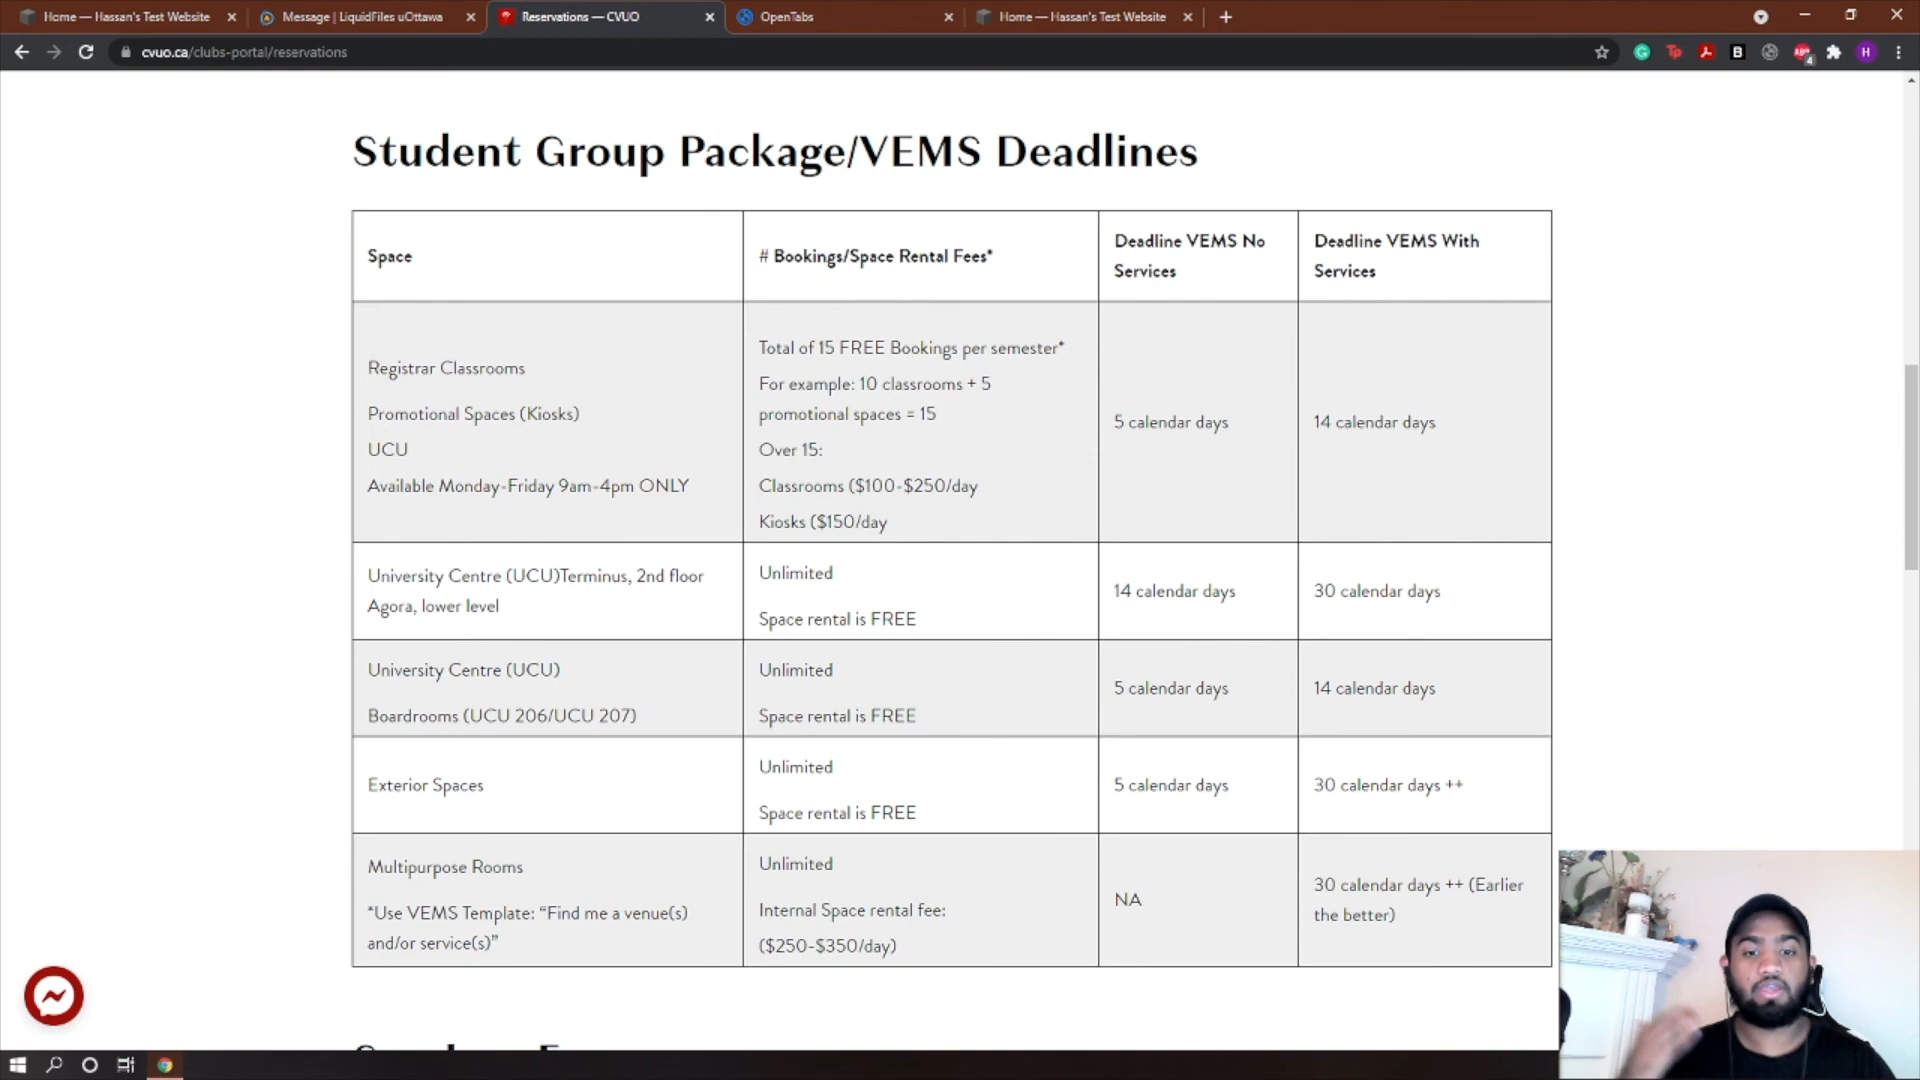 Home — Hassan's Test Website
Message | LiquidFiles uOttawa
Reservations — CVUO
OpenTabs
Home — Hassan's Test Website
cvuo.ca/clubs-portal/reservations
H
Student Group Package/VEMS Deadlines
Space
# Bookings/Space Rental Fees*
Deadline VEMS No
Services
Deadline VEMS With
Services
Registrar Classrooms
Promotional Spaces (Kiosks)
UCU
Available Monday-Friday 9am-4pm ONLY
Total of 15 FREE Bookings per semester*
For example: 10 classrooms + 5
promotional spaces = 15
Over 15:
Classrooms ($100-$250/day
Kiosks ($150/day
5 calendar days
14 calendar days
University Centre (UCU)Terminus, 2nd floor
Agora, lower level
Unlimited
Space rental is FREE
14 calendar days
30 calendar days
University Centre (UCU)
Boardrooms (UCU 206/UCU 207)
Unlimited
Space rental is FREE
5 calendar days
14 calendar days
Exterior Spaces
Unlimited
Space rental is FREE
5 calendar days
30 calendar days ++
Multipurpose Rooms
*Use VEMS Template: “Find me a venue(s)
and/or service(s)”
Unlimited
Internal Space rental fee:
($250-$350/day)
NA
30 calendar days ++ (Earlier
the better)